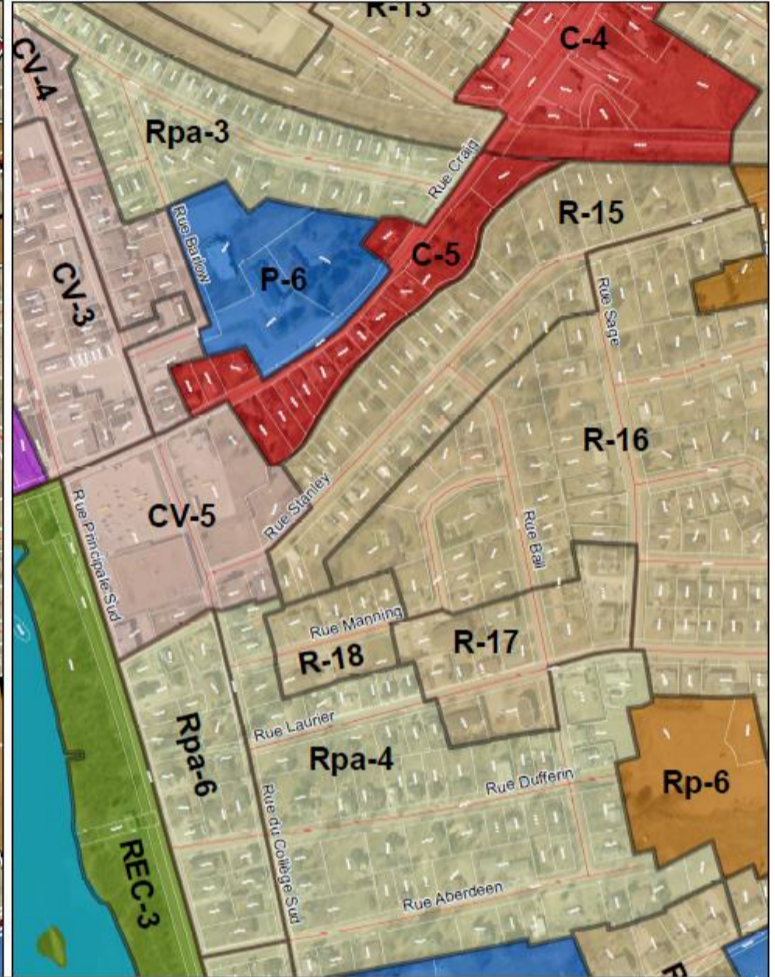 R-13
C-4
CV-4
Rpa-3
Rue Craig
R-15
Rue Barlow
C-5
P-6
CV-3
Rue Sage
R-16
Rue Stanley
CV-5
Rue Principale Sud
Rue Ball
Rue Manning
R-17
R-18
Rue Laurier
Rpa-6
Rpa-4
Rue Dufferin
Rp-6
Rue du Collège Sud
REC-3
Rue Aberdeen